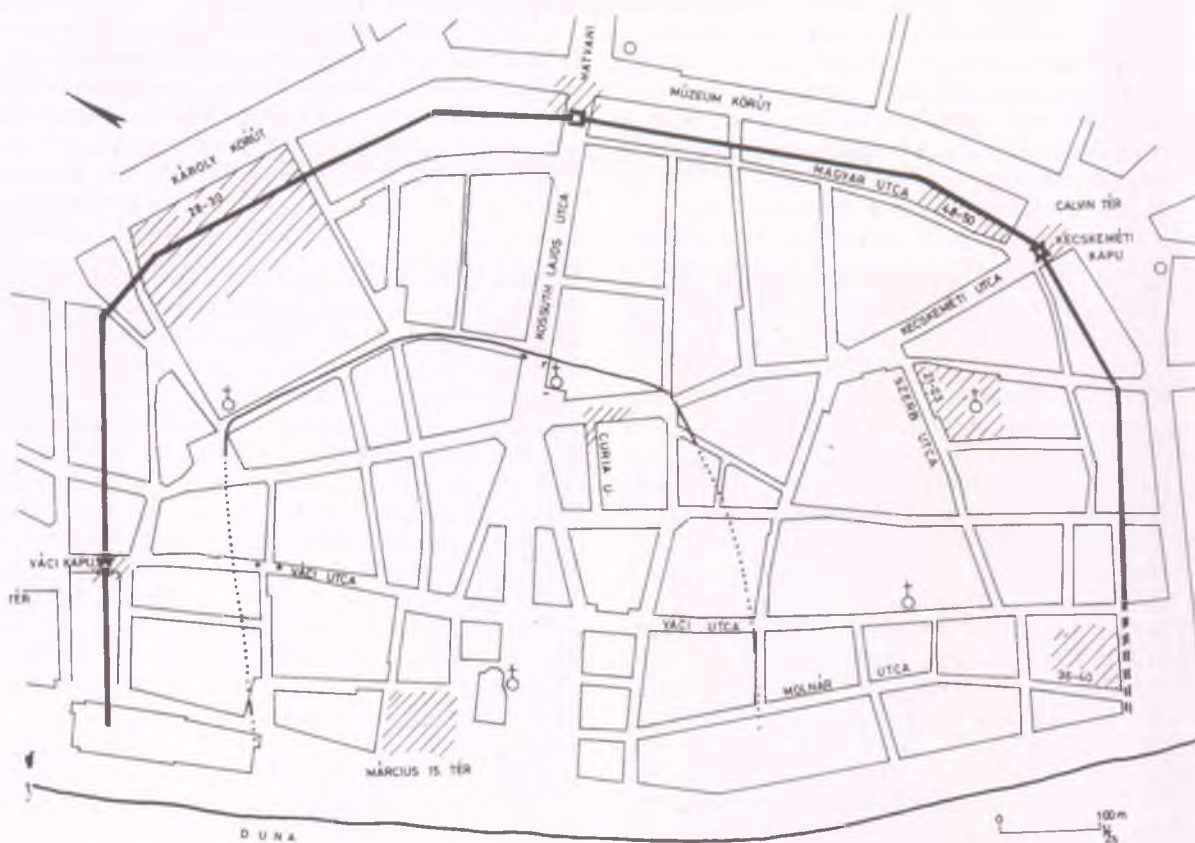 HATVANI
MÚZEUM KÖRÚT
KÁROLY KÖRÚT
28-30
MAGYAR UTCA
48-50
CALVIN TÉR
KECSKEMÉTI
KAPU
KECSKEMÉTI UTCA
KOSSUTH LAJOS UTCA
21-23
SZERB UTCA
CURIA U.
VÁCI KAPU
TÉR
VÁCI UTCA
VÁCI UTCA
MOLNÁR UTCA
36-40
MÁRCIUS 15. TÉR
DUNA
0 100 m